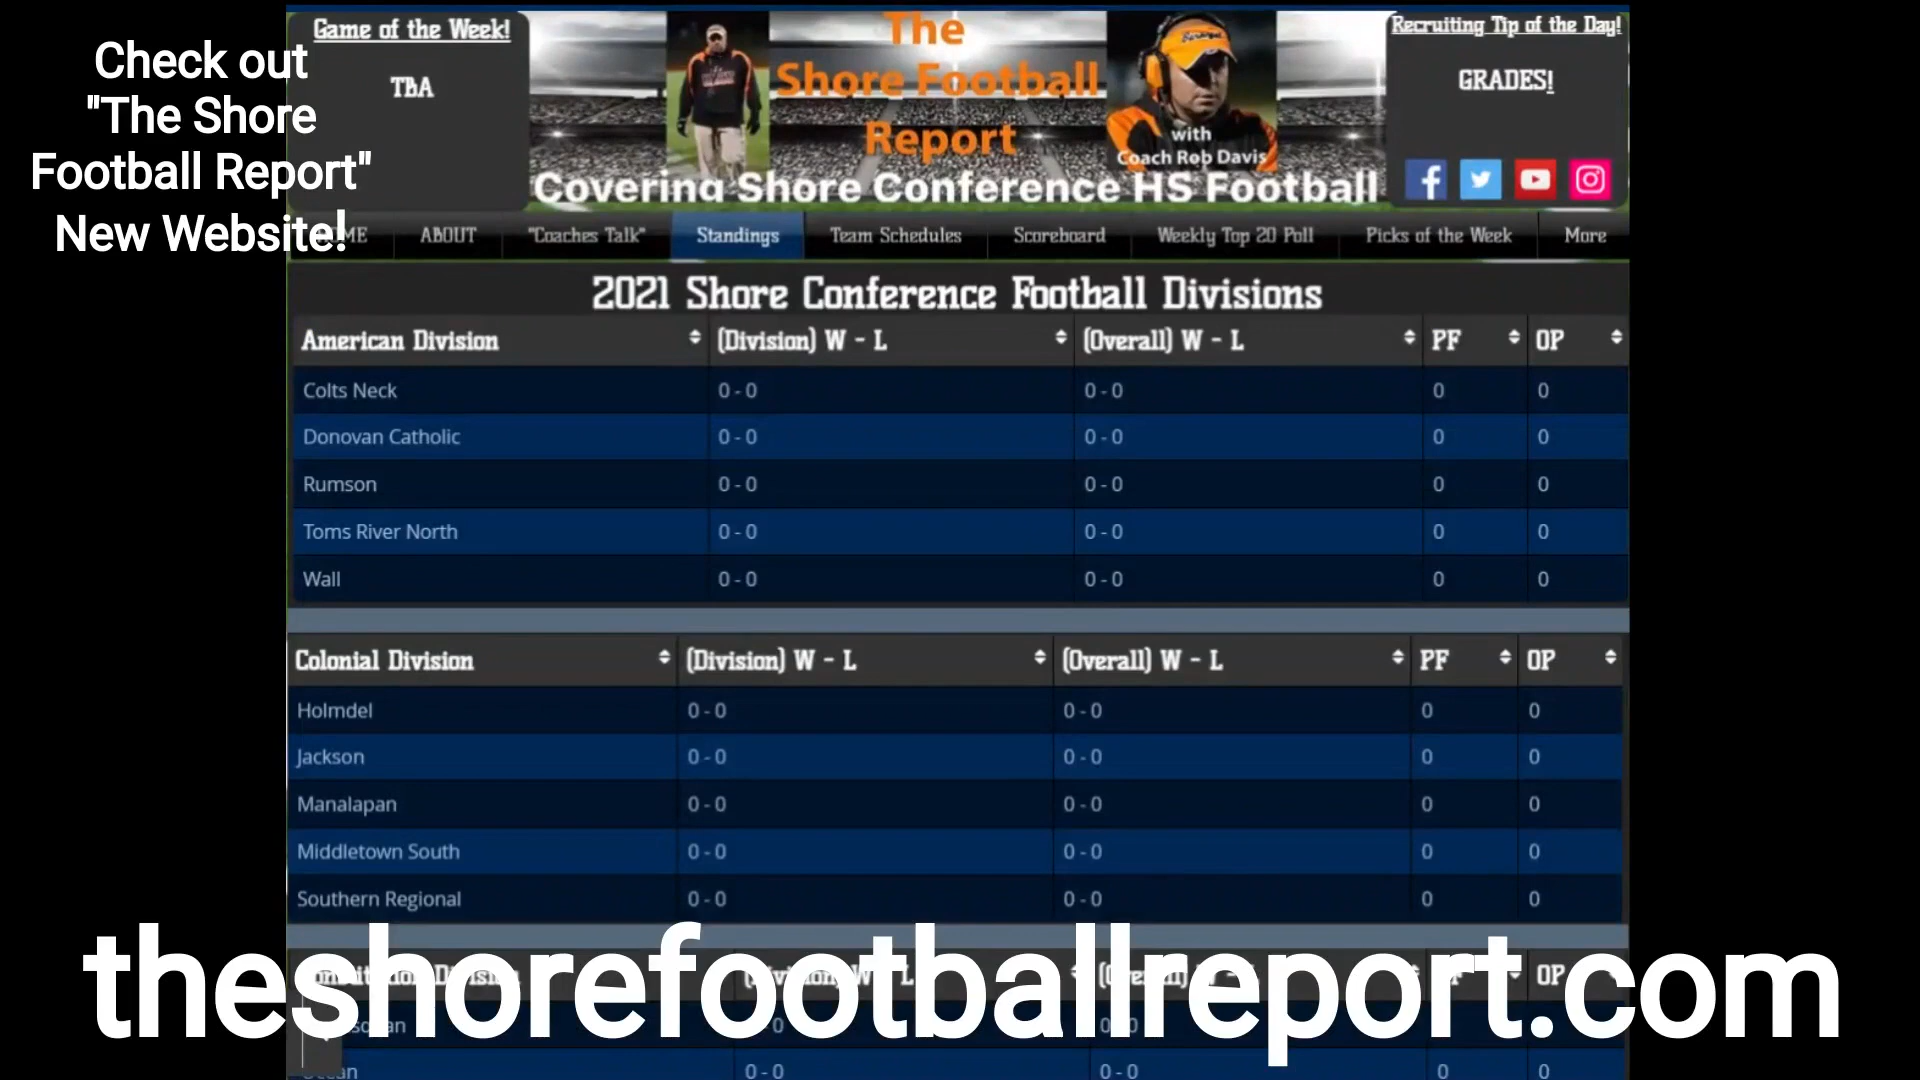 Check out
"The Shore
Football Report"
New Website!
Game of the Week!
TBA
The
Shore Football
Report
with
Coach Rob Davis
Covering Shore Conference HS Football
Recruiting Tip of the Day!
GRADES!
ABOUT "Coaches Talk" Standings Team Schedules Scoreboard Weekly Top 20 Poll Picks of the Week More
2021 Shore Conference Football Divisions
American Division (Division) W - L (Overall) W - L PF OP
Colts Neck 0 - 0 0 - 0 0 0
Donovan Catholic 0 - 0 0 - 0 0 0
Rumson 0 - 0 0 - 0 0 0
Toms River North 0 - 0 0 - 0 0 0
Wall 0 - 0 0 - 0 0 0
Colonial Division (Division) W - L (Overall) W - L PF OP
Holmdel 0 - 0 0 - 0 0 0
Jackson 0 - 0 0 - 0 0 0
Manalapan 0 - 0 0 - 0 0 0
Middletown South 0 - 0 0 - 0 0 0
Southern Regional 0 - 0 0 - 0 0 0
OP
theshorefootballreport.com
0 - 0 0 - 0 0 0